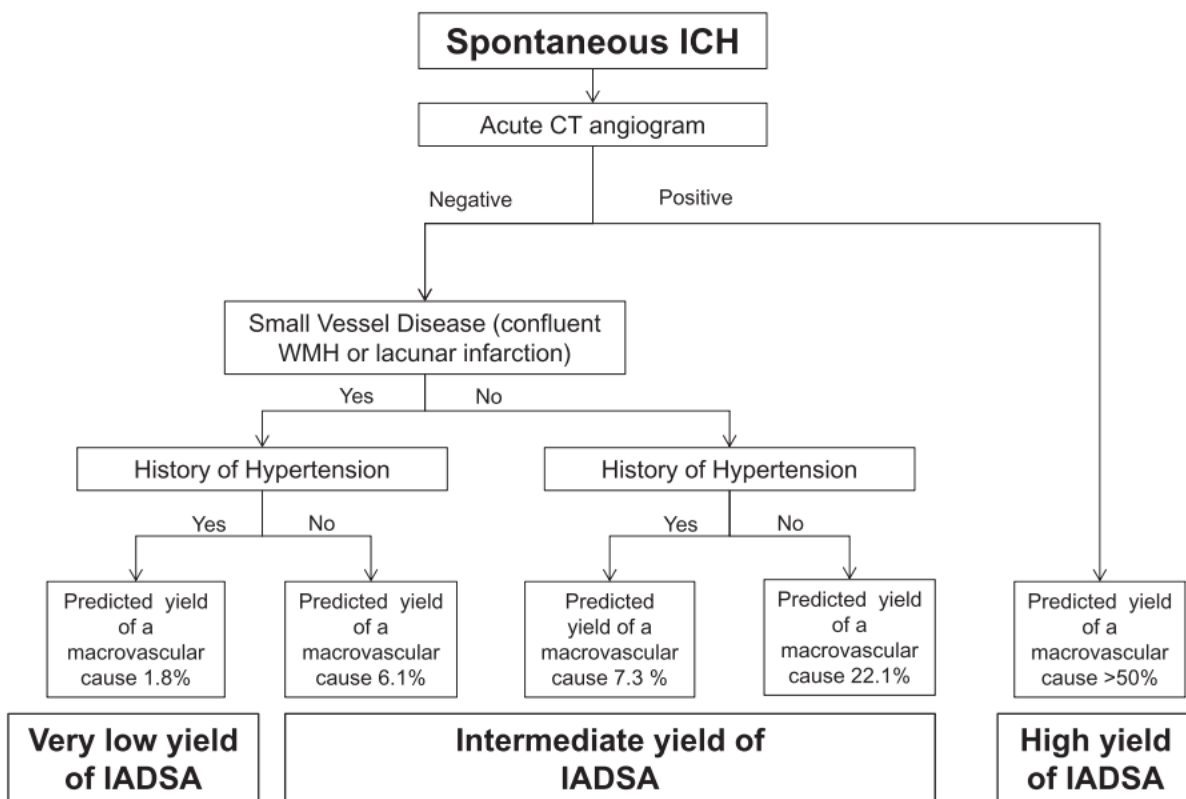 Spontaneous ICH
Acute CT angiogram
Negative
Positive
Small Vessel Disease (confluent
WMH or lacunar infarction)
Yes
No
History of Hypertension
History of Hypertension
Yes
No
Yes
No
Predicted yield
of a
macrovascular
cause 1.8%
Predicted yield
of a
macrovascular
cause 6.1%
Predicted
yield of a
macrovascular
cause 7.3 %
Predicted yield
of a
macrovascular
cause 22.1%
Predicted yield
of a
macrovascular
cause >50%
Very low yield
of IADSA
Intermediate yield of
IADSA
High yield
of IADSA